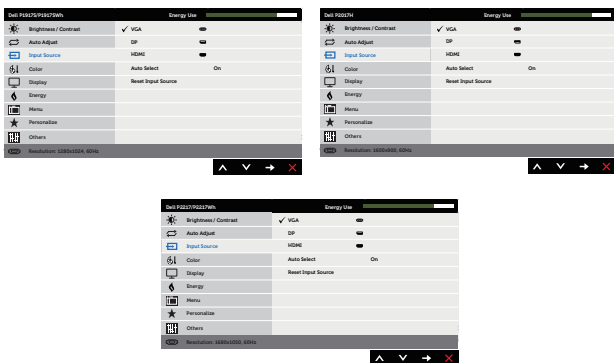 Dell P1917S/P1917SWh Energy Use
Brightness / Contrast VGA
Auto Adjust DP
Input Source HDMI
Color Auto Select On
Display Reset Input Source
Energy
Menu
Personalize
Others
Resolution: 1280x1024, 60Hz
Dell P2017H Energy Use
Brightness / Contrast VGA
Auto Adjust DP
Input Source HDMI
Color Auto Select On
Display Reset Input Source
Energy
Menu
Personalize
Others
Resolution: 1600x900, 60Hz
Dell P2217/P2217Wh Energy Use
Brightness / Contrast VGA
Auto Adjust DP
Input Source HDMI
Color Auto Select On
Display Reset Input Source
Energy
Menu
Personalize
Others
Resolution: 1680x1050, 60Hz